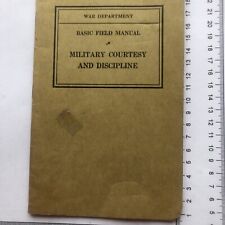 WAR DEPARTMENT
BASIC FIELD MANUAL
MILITARY COURTESY
AND DISCIPLINE